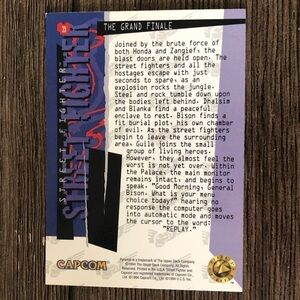 THE GRAND FINALE
Joined by the brute force of
both Honda and Zangief, the
blast doors are held open. The
street fighters and all the
hostages escape with just
seconds to spare, as an
explosion rocks the jungle.
Steel and rock tumble down upon
the bodies left behind. Dhalsim
and Blanka find a peaceful
enclave to rest. Bison finds a
fit burial plot, his own chamber
of evil. As the street fighters
begin to leave the surrounding
area, Guile joins the small
group of living heroes.
However, they almost feel the
worst is not yet over. Within
the Palace, the main monitor
remains intact, and begins to
speak, "Good Morning, General
Bison. What is your menu
choice today?" hearing no
response the computer goes
into automatic mode and moves
the cursor to the word:
"REPLAY."
STREET FIGHTER
STREET FIGHTER
CAPCOM